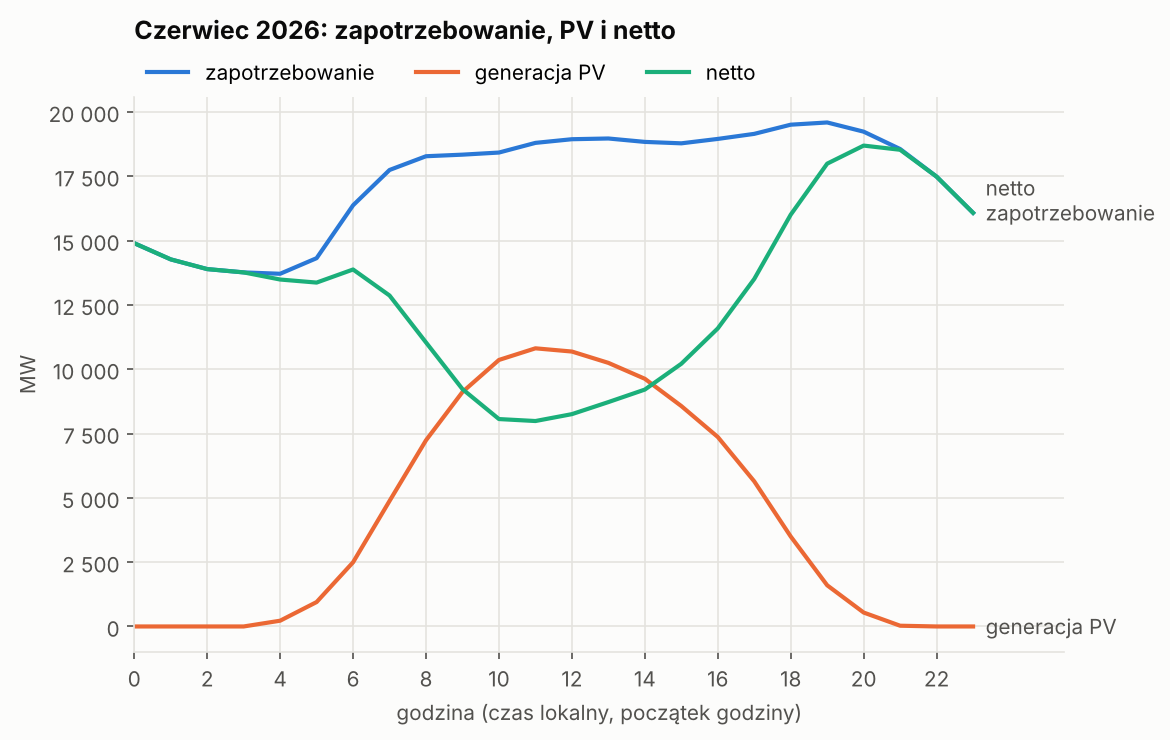 Czerwiec 2026: zapotrzebowanie, PV i netto
zapotrzebowanie generacja PV netto
20 000
17 500
15 000
12 500
10 000
7 500
5 000
2 500
0
MW
netto
zapotrzebowanie
generacja PV
0 2 4 6 8 10 12 14 16 18 20 22
godzina (czas lokalny, początek godziny)